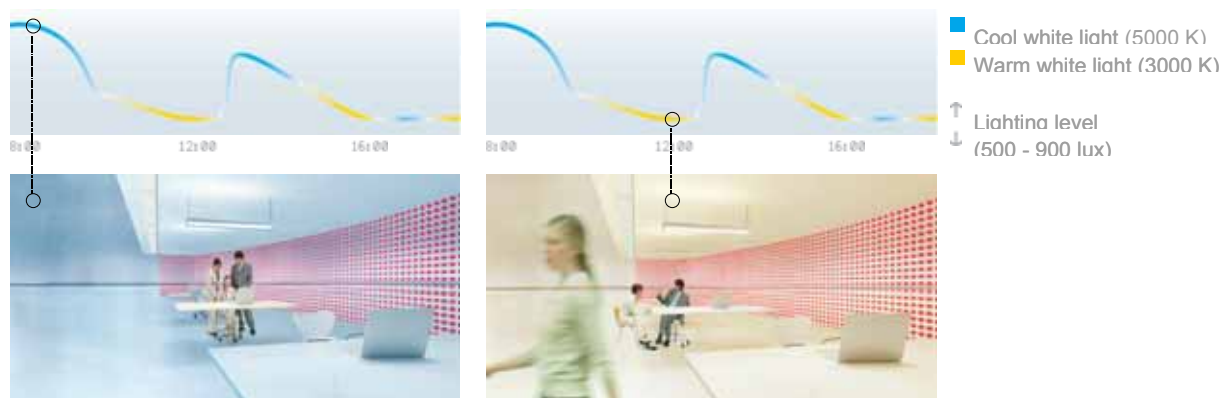 8:00 12:00 16:00
8:00 12:00 16:00
Cool white light (5000 K)
Warm white light (3000 K)
Lighting level
(500 - 900 lux)